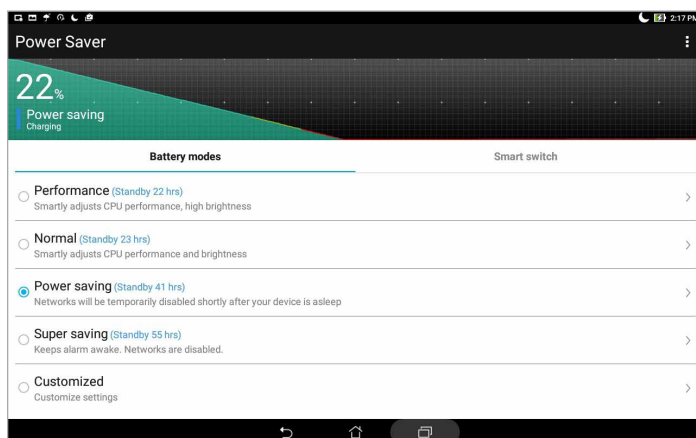 2:17 PM
Power Saver
22%
Power saving
Charging
Battery modes
Smart switch
Performance (Standby 22 hrs)
Smartly adjusts CPU performance, high brightness
Normal (Standby 23 hrs)
Smartly adjusts CPU performance and brightness
Power saving (Standby 41 hrs)
Networks will be temporarily disabled shortly after your device is asleep
Super saving (Standby 55 hrs)
Keeps alarm awake. Networks are disabled.
Customized
Customize settings